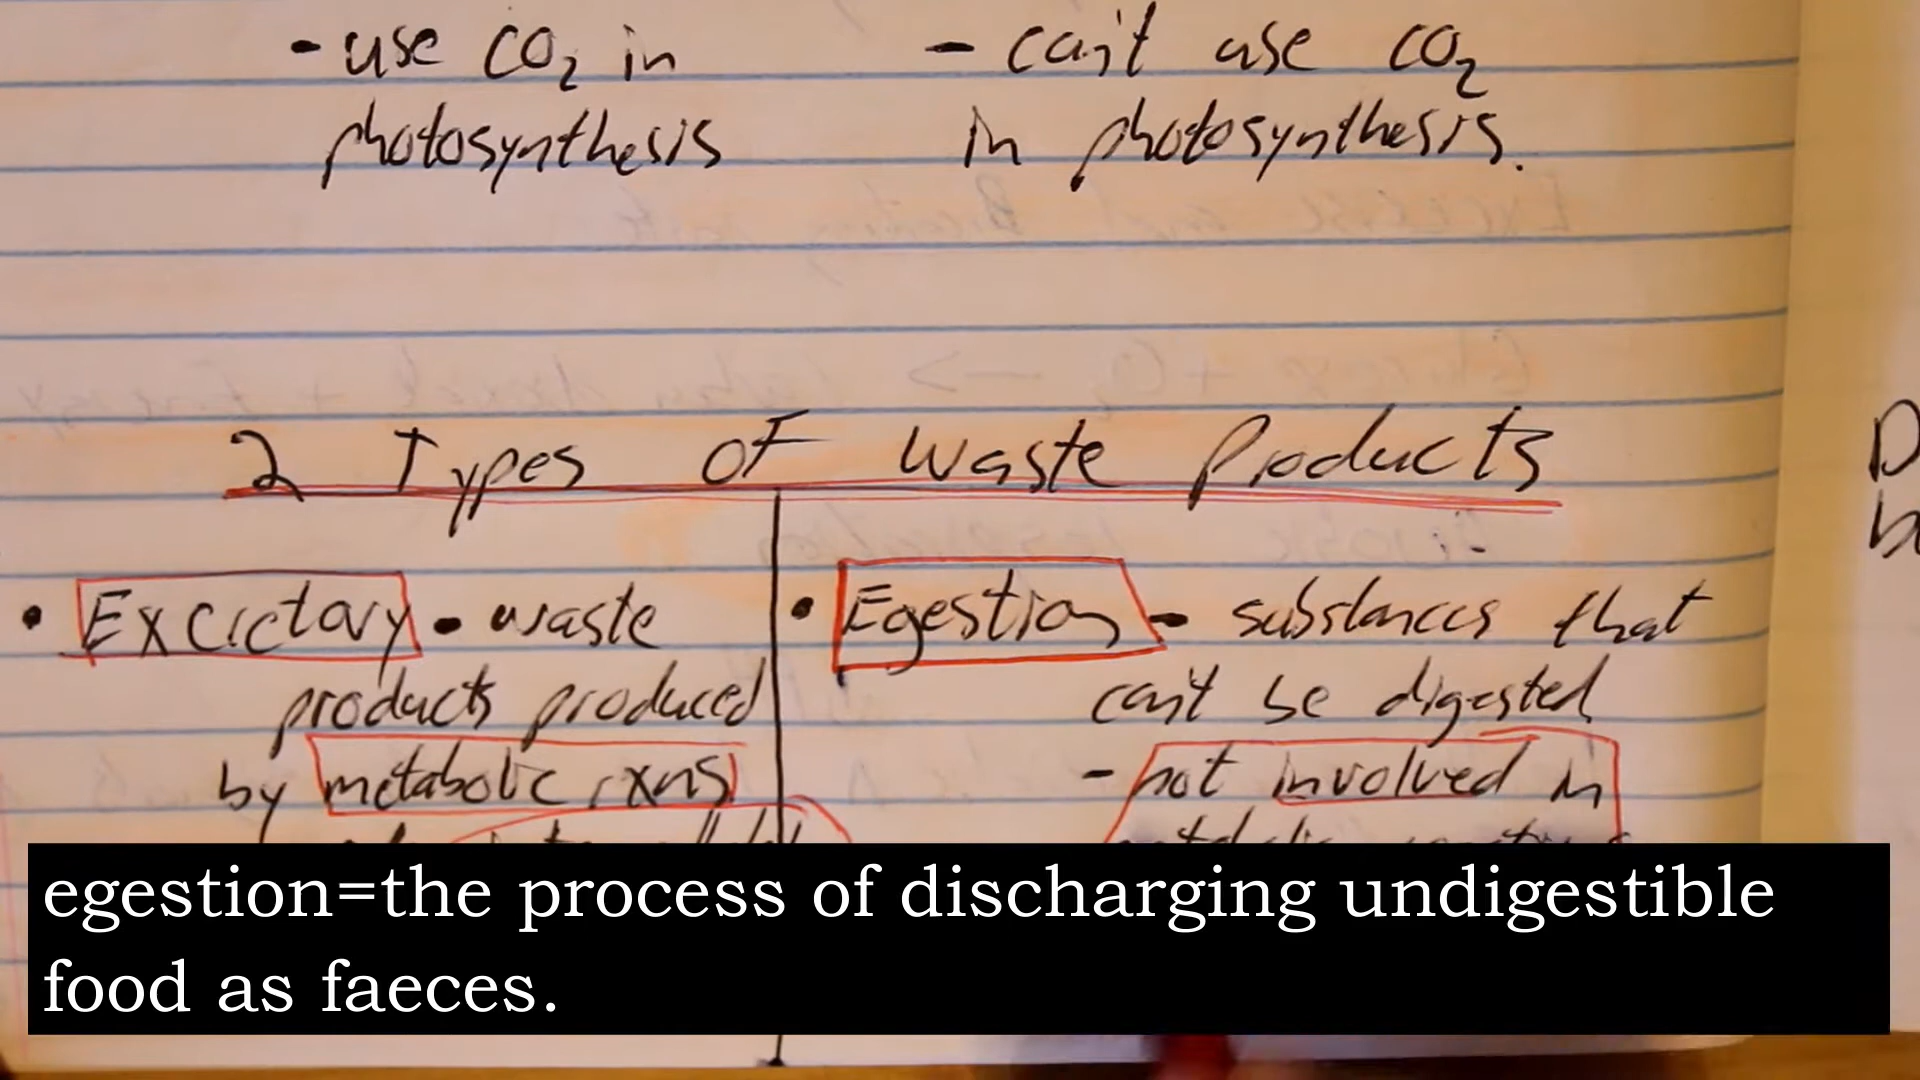 - use CO₂ in
photosynthesis
- can't use CO₂
in photosynthesis.
2 Types of Waste Products
• Excretory • waste
products produced
by metabolic rxns
• Egestion - substances that
can't be digested
- not involved in
egestion=the process of discharging undigestible
food as faeces.